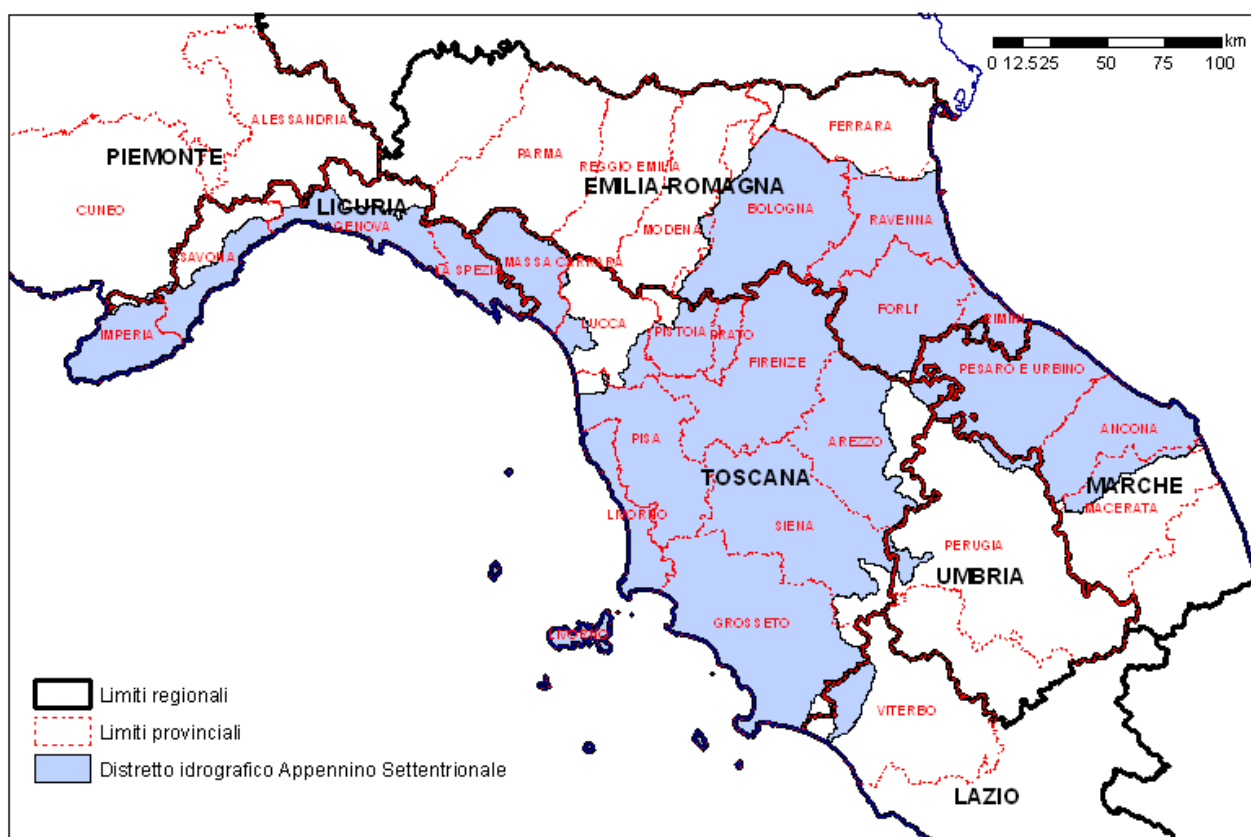 km
0 12.525 50 75 100
ALESSANDRIA
FERRARA
PIEMONTE
PARMA
REGGIO EMILIA
EMILIA-ROMAGNA
CUNEO
LIGURIA
BOLOGNA
RAVENNA
GENOVA
MODENA
SAVONA
LA SPEZIA
MASSA CARRARA
FORLI'
IMPERIA
LUCCA
PISTOIA
PRATO
RIMINI
FIRENZE
PESARO E URBINO
PISA
AREZZO
ANCONA
TOSCANA
MARCHE
LIVORNO
SIENA
MACERATA
PERUGIA
UMBRIA
GROSSETO
LIVORNO
VITERBO
LAZIO
Limiti regionali
Limiti provinciali
Distretto idrografico Appennino Settentrionale